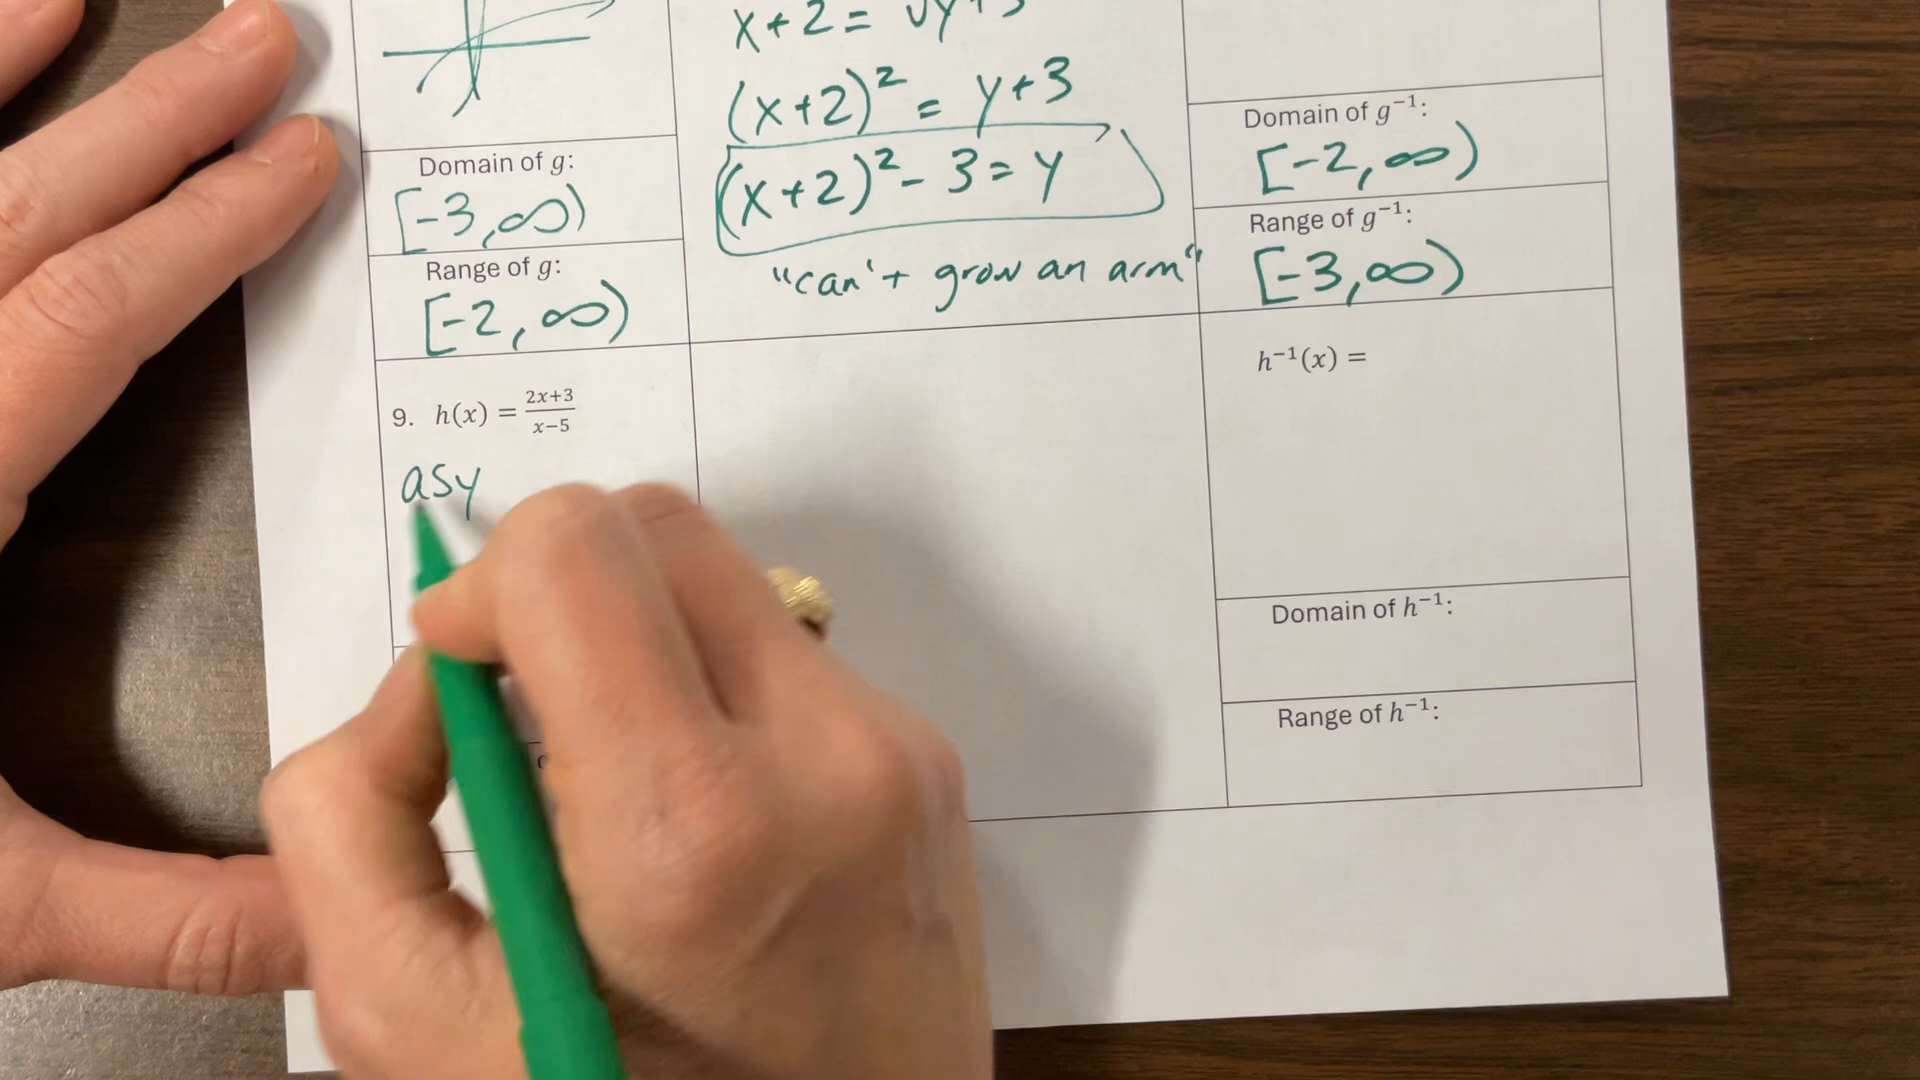 x+2=
(x+2)² = y+3
(x+2)² - 3 = y
"can't grow an arm"
Domain of g:
[-3,∞)
Range of g:
[-2,∞)
Domain of g⁻¹:
[-2,∞)
Range of g⁻¹:
[-3,∞)
9. h(x) = (2x+3)/(x−5)
asy
h⁻¹(x) =
Domain of h⁻¹:
Range of h⁻¹: